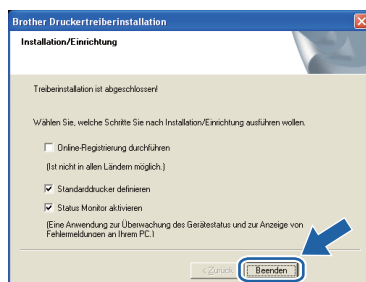 Brother Druckertreiberinstallation
Installation/Einrichtung
Treiberinstallation ist abgeschlossen!
Wählen Sie, welche Schritte Sie nach Installation/Einrichtung ausführen wollen.
Online-Registrierung durchführen
(Ist nicht in allen Ländern möglich.)
Standarddrucker definieren
Status Monitor aktivieren
(Eine Anwendung zur Überwachung des Gerätestatus und zur Anzeige von
Fehlermeldungen an Ihrem PC.)
< Zurück
Beenden